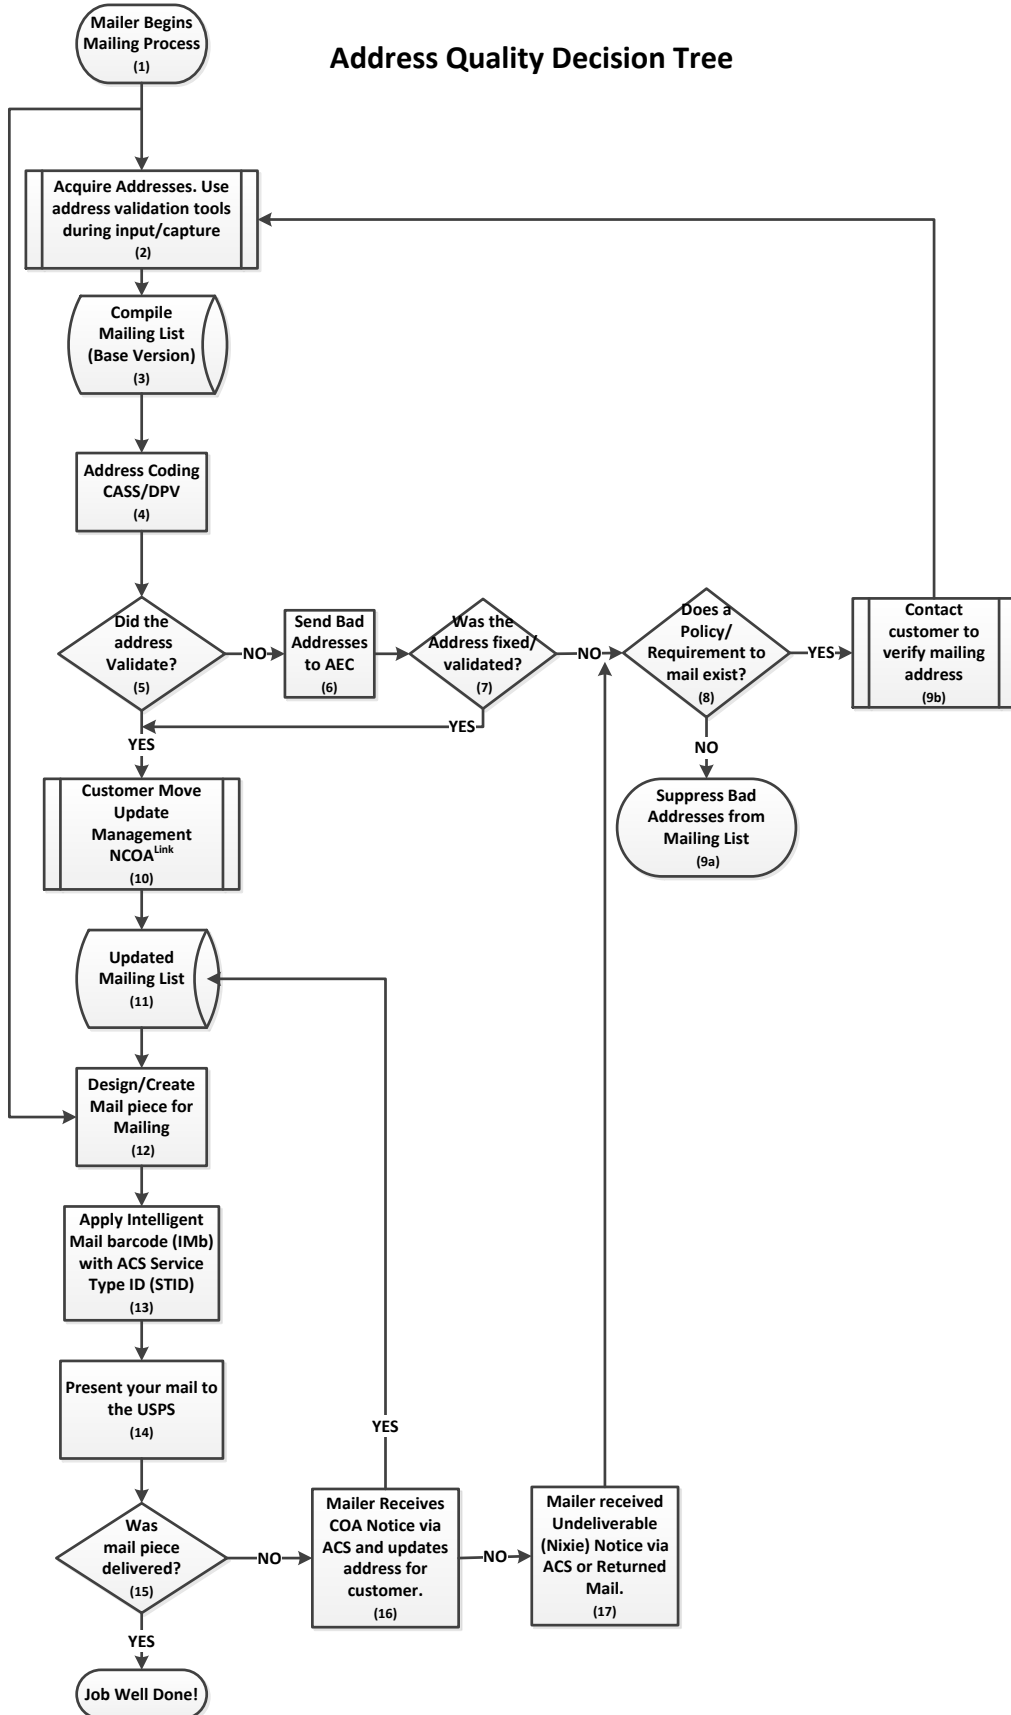 Mailer Begins
Mailing Process
(1)
Address Quality Decision Tree
Acquire Addresses. Use
address validation tools
during input/capture
(2)
Compile
Mailing List
(Base Version)
(3)
Address Coding
CASS/DPV
(4)
Did the
address
Validate?
(5)
NO
Send Bad
Addresses
to AEC
(6)
Was the
Address fixed/
validated?
(7)
NO
Does a
Policy/
Requirement to
mail exist?
(8)
YES
Contact
customer to
verify mailing
address
(9b)
YES
YES
NO
Suppress Bad
Addresses from
Mailing List
(9a)
Customer Move
Update
Management
NCOALink
(10)
Updated
Mailing List
(11)
Design/Create
Mail piece for
Mailing
(12)
Apply Intelligent
Mail barcode (IMb)
with ACS Service
Type ID (STID)
(13)
Present your mail to
the USPS
(14)
YES
Was
mail piece
delivered?
(15)
NO
Mailer Receives
COA Notice via
ACS and updates
address for
customer.
(16)
NO
Mailer received
Undeliverable
(Nixie) Notice via
ACS or Returned
Mail.
(17)
YES
Job Well Done!